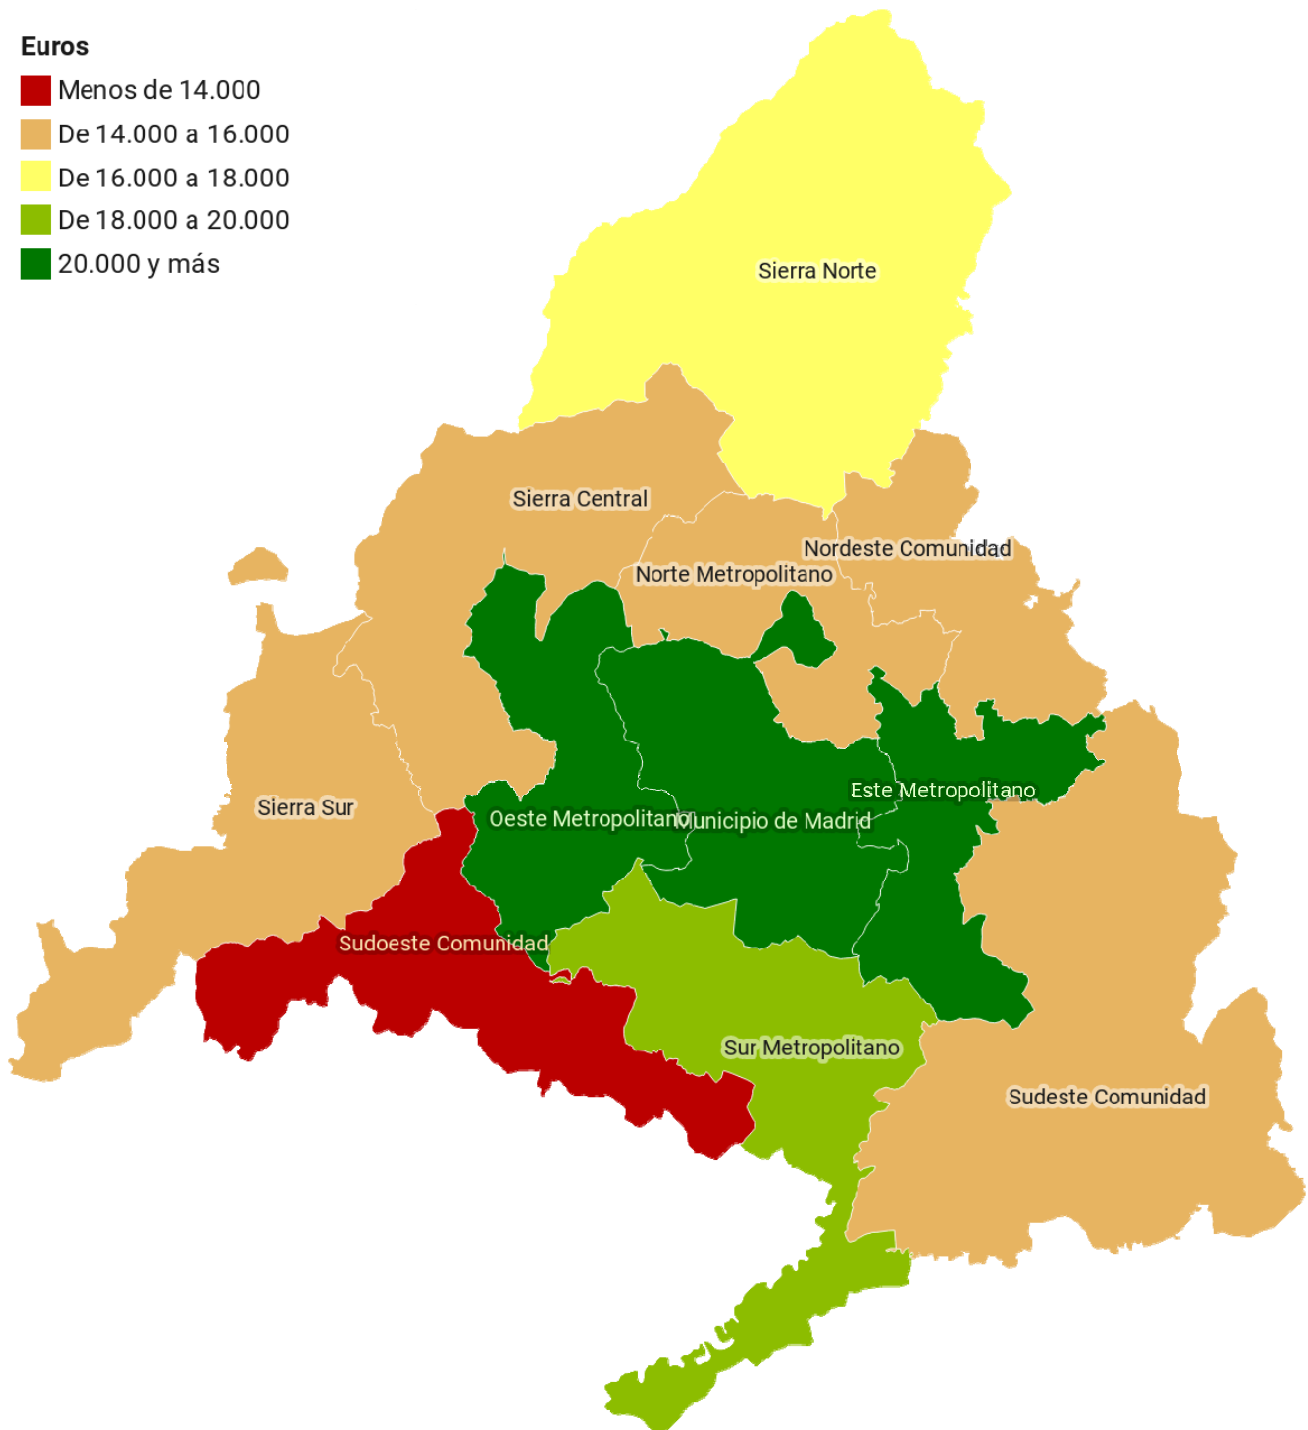 Euros
Menos de 14.000
De 14.000 a 16.000
De 16.000 a 18.000
De 18.000 a 20.000
20.000 y más
Sierra Norte
Sierra Central
Nordeste Comunidad
Norte Metropolitano
Este Metropolitano
Sierra Sur
Oeste Metropolitano
Municipio de Madrid
Sudoeste Comunidad
Sur Metropolitano
Sudeste Comunidad